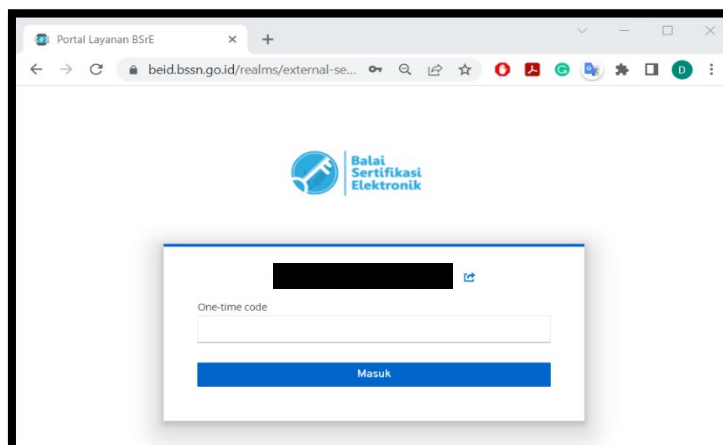 Portal Layanan BSrE
beid.bssn.go.id/realms/external-se...
D
Balai
Sertifikasi
Elektronik
One-time code
Masuk